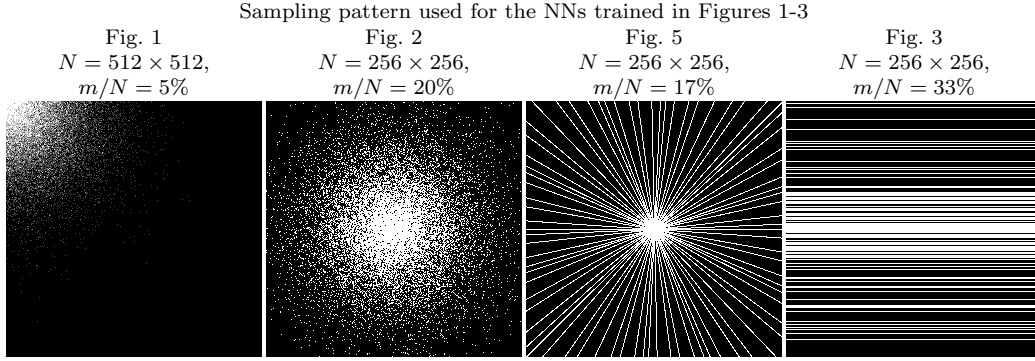 Sampling pattern used for the NNs trained in Figures 1-3
Fig. 1
N = 512 × 512,
m/N = 5%
Fig. 2
N = 256 × 256,
m/N = 20%
Fig. 5
N = 256 × 256,
m/N = 17%
Fig. 3
N = 256 × 256,
m/N = 33%